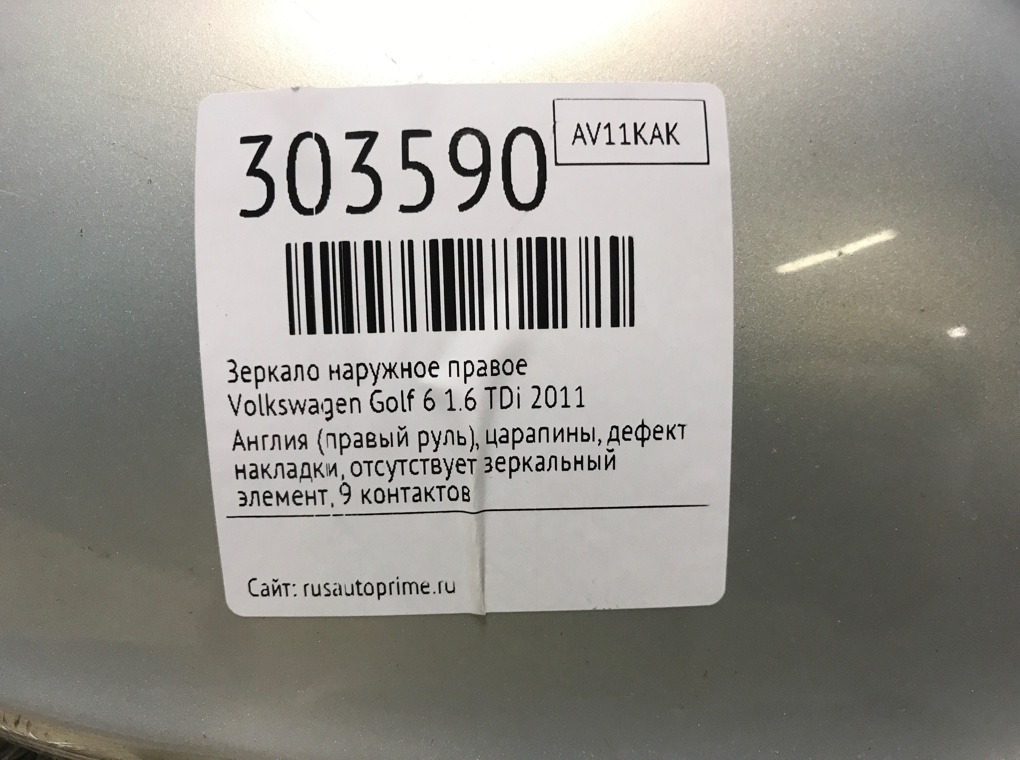 303590
AV11KAK
Зеркало наружное правое
Volkswagen Golf 6 1.6 TDi 2011
Англия (правый руль), царапины, дефект
накладки, отсутствует зеркальный
элемент, 9 контактов
Сайт: rusautoprime.ru